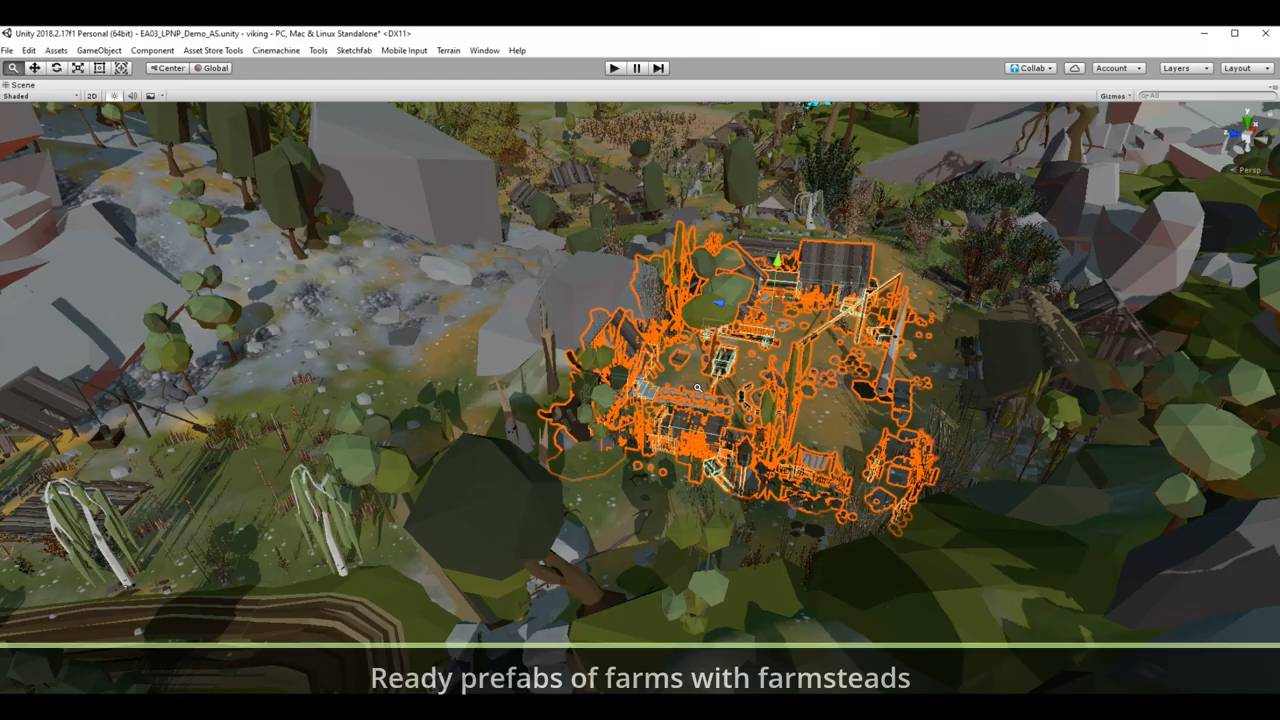 Unity 2018.2.17f1 Personal (64bit) - EA03_LPNP_Demo_AS.unity - viking - PC, Mac & Linux Standalone* <DX11>
File Edit Assets GameObject Component Asset Store Tools Cinemachine Tools Sketchfab Mobile Input Terrain Window Help
Center Global Collab Account Layers Layout
Scene
Shaded 2D Gizmos All
y
x
z
Persp
Ready prefabs of farms with farmsteads